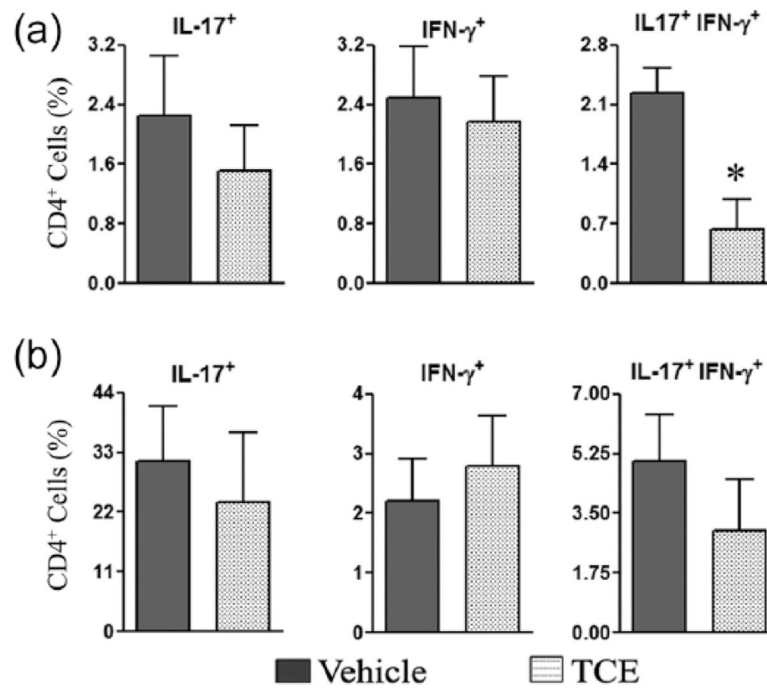 (a)
IL-17⁺
IFN-γ⁺
IL17⁺ IFN-γ⁺
CD4⁺ Cells (%)
3.2
2.4
1.6
0.8
0.0
3.2
2.4
1.6
0.8
0.0
2.8
2.1
1.4
0.7
0.0
*
(b)
IL-17⁺
IFN-γ⁺
IL-17⁺ IFN-γ⁺
CD4⁺ Cells (%)
44
33
22
11
0
4
3
2
1
0
7.00
5.25
3.50
1.75
0.00
Vehicle
TCE